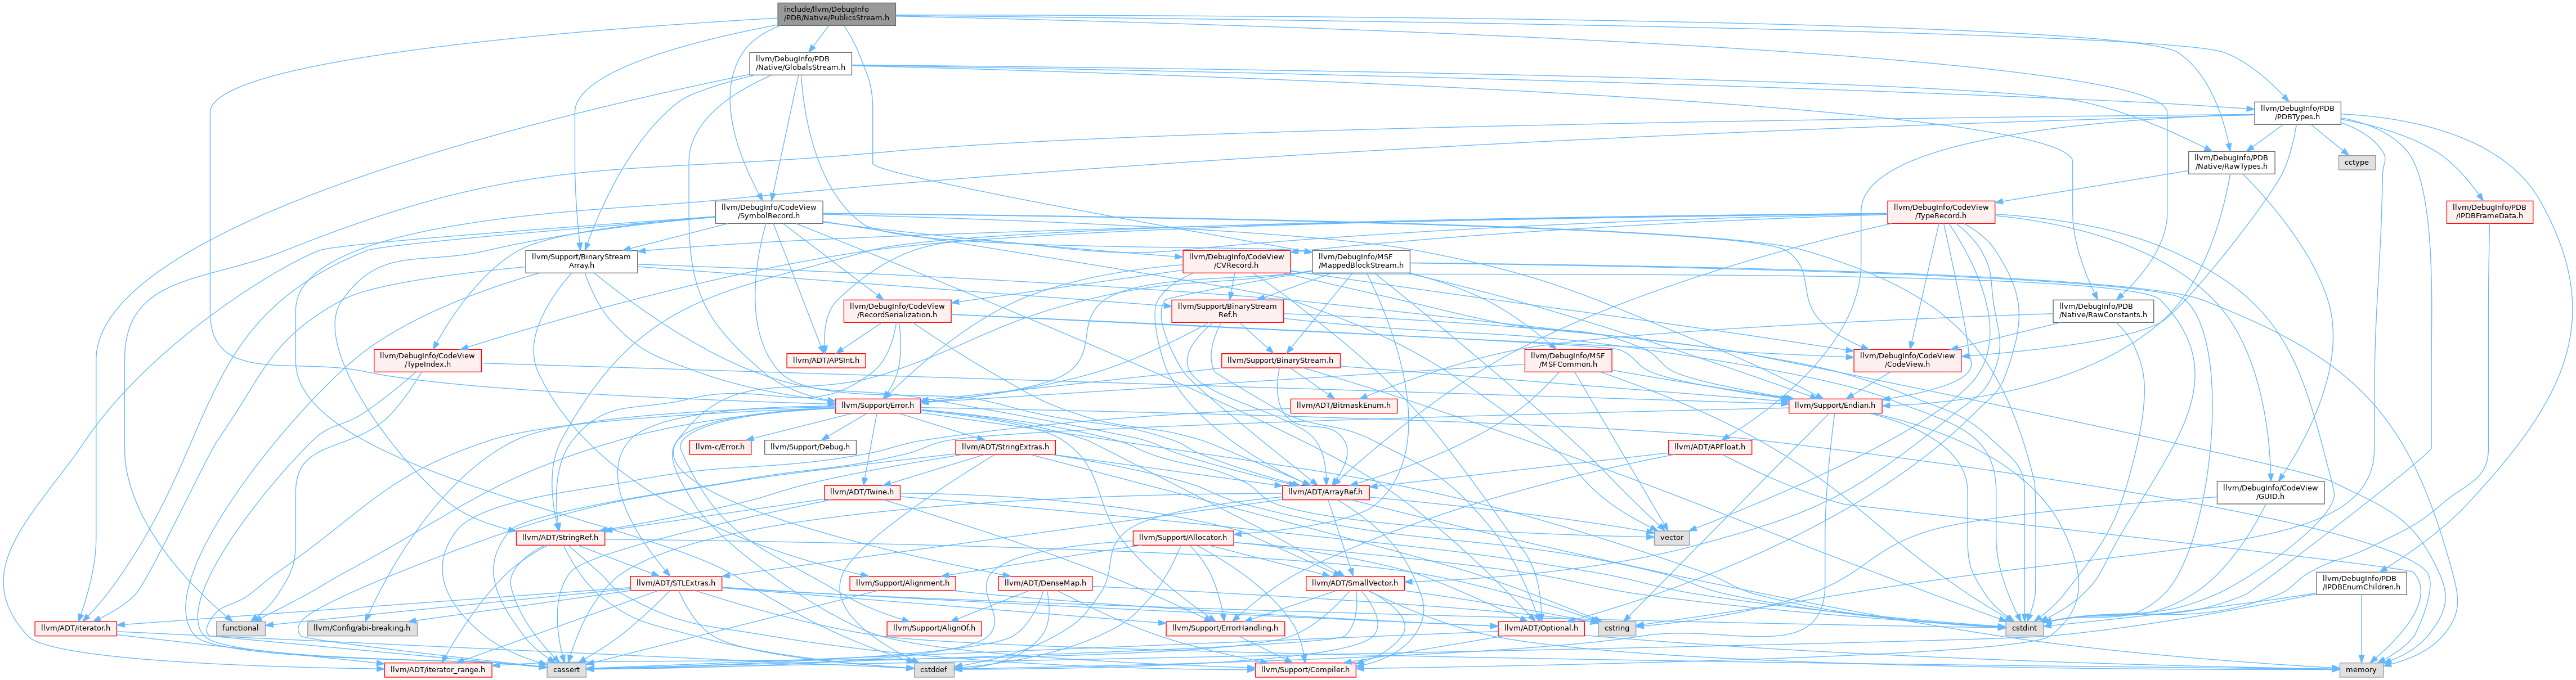 include/llvm/DebugInfo
/PDB/Native/PublicsStream.h
llvm/DebugInfo/PDB
/Native/GlobalsStream.h
llvm/DebugInfo/PDB
/PDBTypes.h
llvm/DebugInfo/PDB
/Native/RawTypes.h
cctype
llvm/DebugInfo/CodeView
/SymbolRecord.h
llvm/DebugInfo/CodeView
/TypeRecord.h
llvm/DebugInfo/PDB
/IPDBFrameData.h
llvm/Support/BinaryStream
Array.h
llvm/DebugInfo/CodeView
/CVRecord.h
llvm/DebugInfo/MSF
/MappedBlockStream.h
llvm/DebugInfo/CodeView
/RecordSerialization.h
llvm/Support/BinaryStream
Ref.h
llvm/DebugInfo/PDB
/Native/RawConstants.h
llvm/DebugInfo/CodeView
/TypeIndex.h
llvm/ADT/APSInt.h
llvm/Support/BinaryStream.h
llvm/DebugInfo/MSF
/MSFCommon.h
llvm/DebugInfo/CodeView
/CodeView.h
llvm/Support/Error.h
llvm/ADT/BitmaskEnum.h
llvm/Support/Endian.h
llvm-c/Error.h
llvm/Support/Debug.h
llvm/ADT/StringExtras.h
llvm/ADT/APFloat.h
llvm/ADT/Twine.h
llvm/ADT/ArrayRef.h
llvm/DebugInfo/CodeView
/GUID.h
llvm/ADT/StringRef.h
llvm/Support/Allocator.h
vector
llvm/ADT/STLExtras.h
llvm/Support/Alignment.h
llvm/ADT/DenseMap.h
llvm/ADT/SmallVector.h
llvm/DebugInfo/PDB
/IPDBEnumChildren.h
llvm/ADT/iterator.h
functional
llvm/Config/abi-breaking.h
llvm/Support/AlignOf.h
llvm/Support/ErrorHandling.h
llvm/ADT/Optional.h
cstring
cstdint
llvm/ADT/iterator_range.h
cassert
cstddef
llvm/Support/Compiler.h
memory